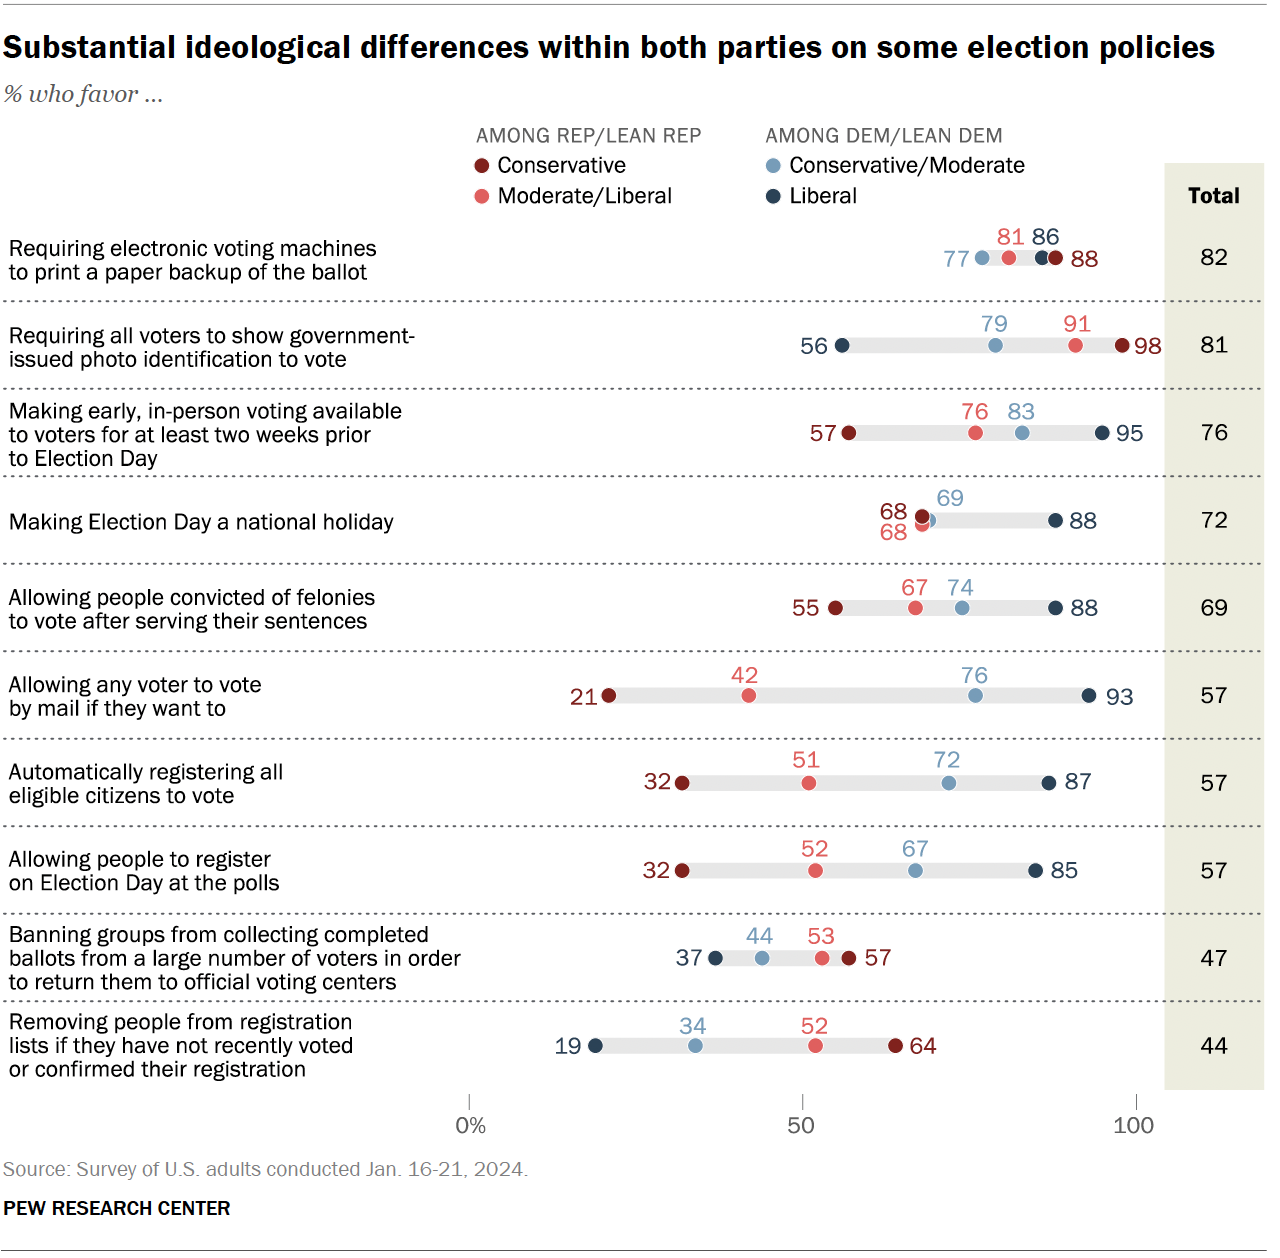 Substantial ideological differences within both parties on some election policies
% who favor ...
AMONG REP/LEAN REP
AMONG DEM/LEAN DEM
Conservative
Conservative/Moderate
Moderate/Liberal
Liberal
Total
Requiring electronic voting machines
to print a paper backup of the ballot
77
81
86
88
82
Requiring all voters to show government-
issued photo identification to vote
56
79
91
98
81
Making early, in-person voting available
to voters for at least two weeks prior
to Election Day
57
76
83
95
76
Making Election Day a national holiday
68
68
69
88
72
Allowing people convicted of felonies
to vote after serving their sentences
55
67
74
88
69
Allowing any voter to vote
by mail if they want to
21
42
76
93
57
Automatically registering all
eligible citizens to vote
32
51
72
87
57
Allowing people to register
on Election Day at the polls
32
52
67
85
57
Banning groups from collecting completed
ballots from a large number of voters in order
to return them to official voting centers
37
44
53
57
47
Removing people from registration
lists if they have not recently voted
or confirmed their registration
19
34
52
64
44
0%
50
100
Source: Survey of U.S. adults conducted Jan. 16-21, 2024.
PEW RESEARCH CENTER